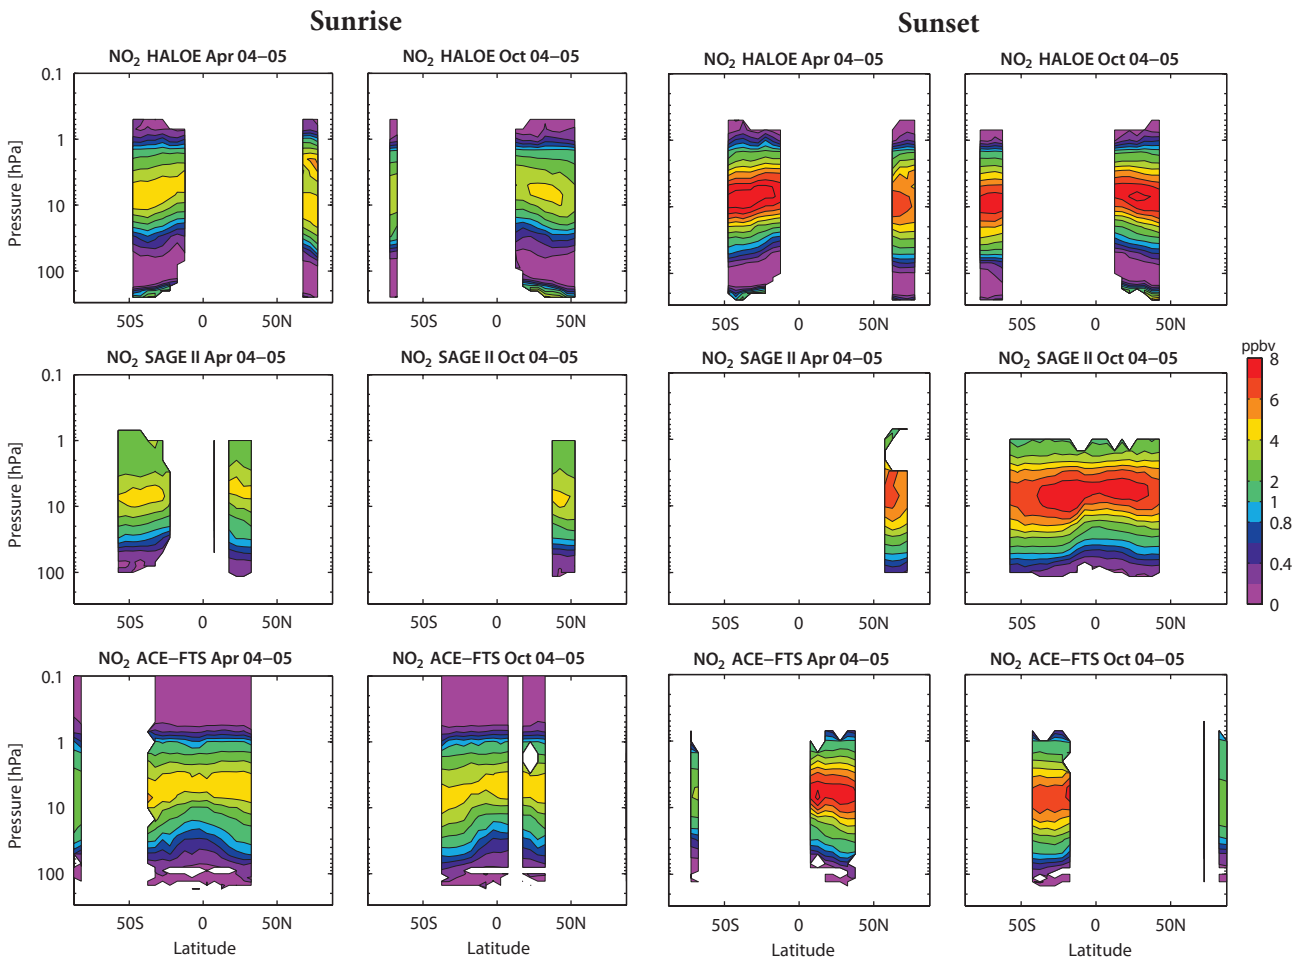 Sunrise
Sunset
NO2 HALOE Apr 04–05
NO2 HALOE Oct 04–05
NO2 HALOE Apr 04–05
NO2 HALOE Oct 04–05
0.1
1
10
100
Pressure [hPa]
50S 0 50N
50S 0 50N
50S 0 50N
50S 0 50N
NO2 SAGE II Apr 04–05
NO2 SAGE II Oct 04–05
NO2 SAGE II Apr 04–05
NO2 SAGE II Oct 04–05
0.1
1
10
100
Pressure [hPa]
50S 0 50N
50S 0 50N
50S 0 50N
50S 0 50N
ppbv
8
6
4
2
1
0.8
0.4
0
NO2 ACE–FTS Apr 04–05
NO2 ACE–FTS Oct 04–05
NO2 ACE–FTS Apr 04–05
NO2 ACE–FTS Oct 04–05
0.1
1
10
100
Pressure [hPa]
50S 0 50N
50S 0 50N
50S 0 50N
50S 0 50N
Latitude
Latitude
Latitude
Latitude